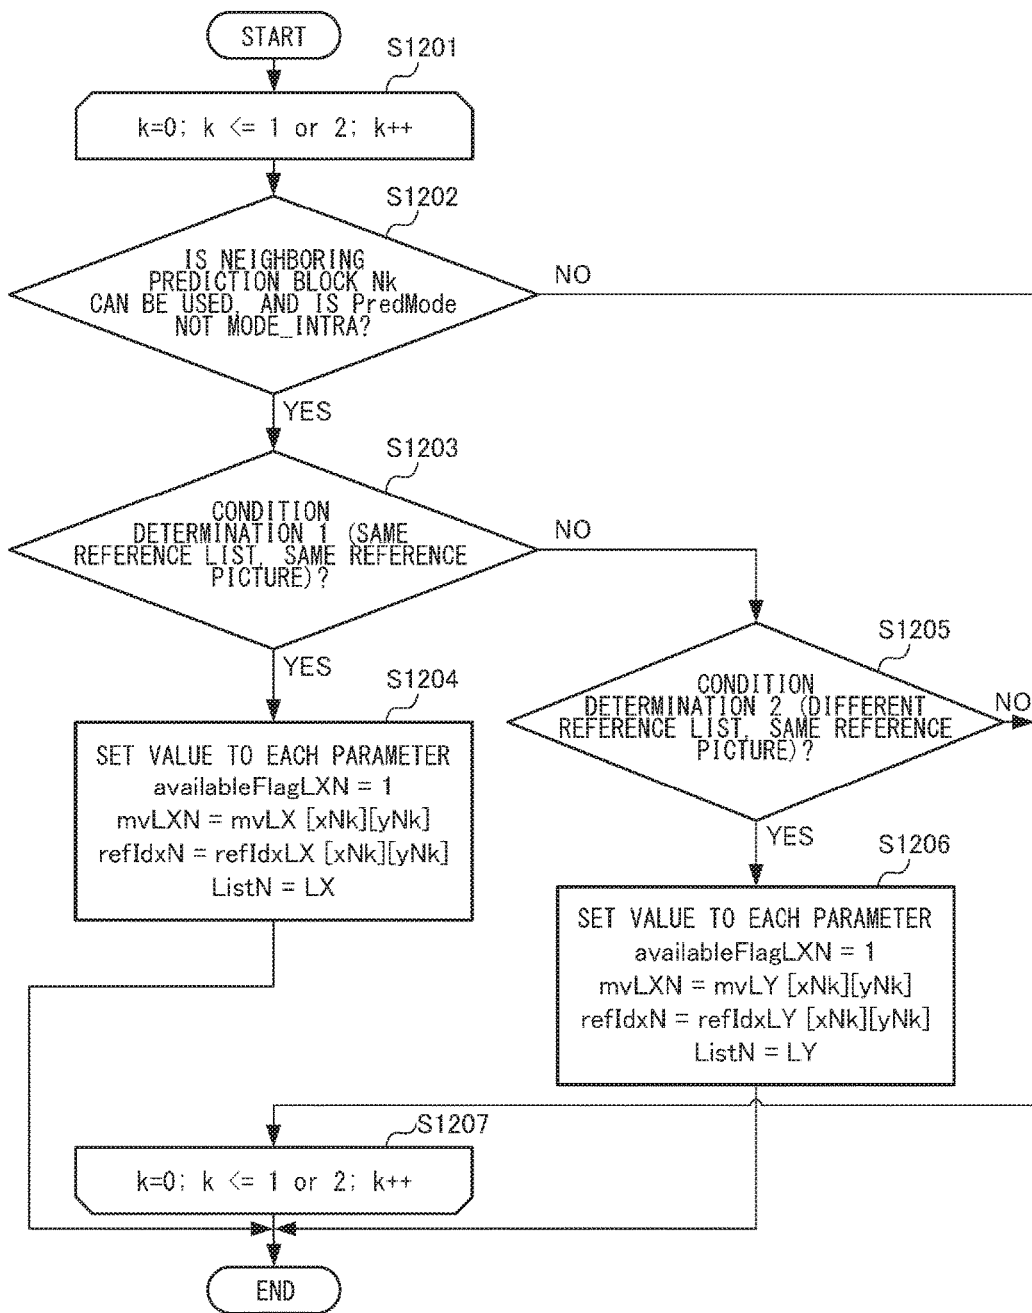 START
S1201
k=0; k <= 1 or 2; k++
S1202
IS NEIGHBORING
PREDICTION BLOCK Nk
CAN BE USED, AND IS PredMode
NOT MODE_INTRA?
NO
YES
S1203
CONDITION
DETERMINATION 1 (SAME
REFERENCE LIST, SAME REFERENCE
PICTURE)?
NO
YES
S1204
SET VALUE TO EACH PARAMETER
availableFlagLXN = 1
mvLXN = mvLX [xNk][yNk]
refIdxN = refIdxLX [xNk][yNk]
ListN = LX
S1205
CONDITION
DETERMINATION 2 (DIFFERENT
REFERENCE LIST, SAME REFERENCE
PICTURE)?
NO
YES
S1206
SET VALUE TO EACH PARAMETER
availableFlagLXN = 1
mvLXN = mvLY [xNk][yNk]
refIdxN = refIdxLY [xNk][yNk]
ListN = LY
S1207
k=0; k <= 1 or 2; k++
END